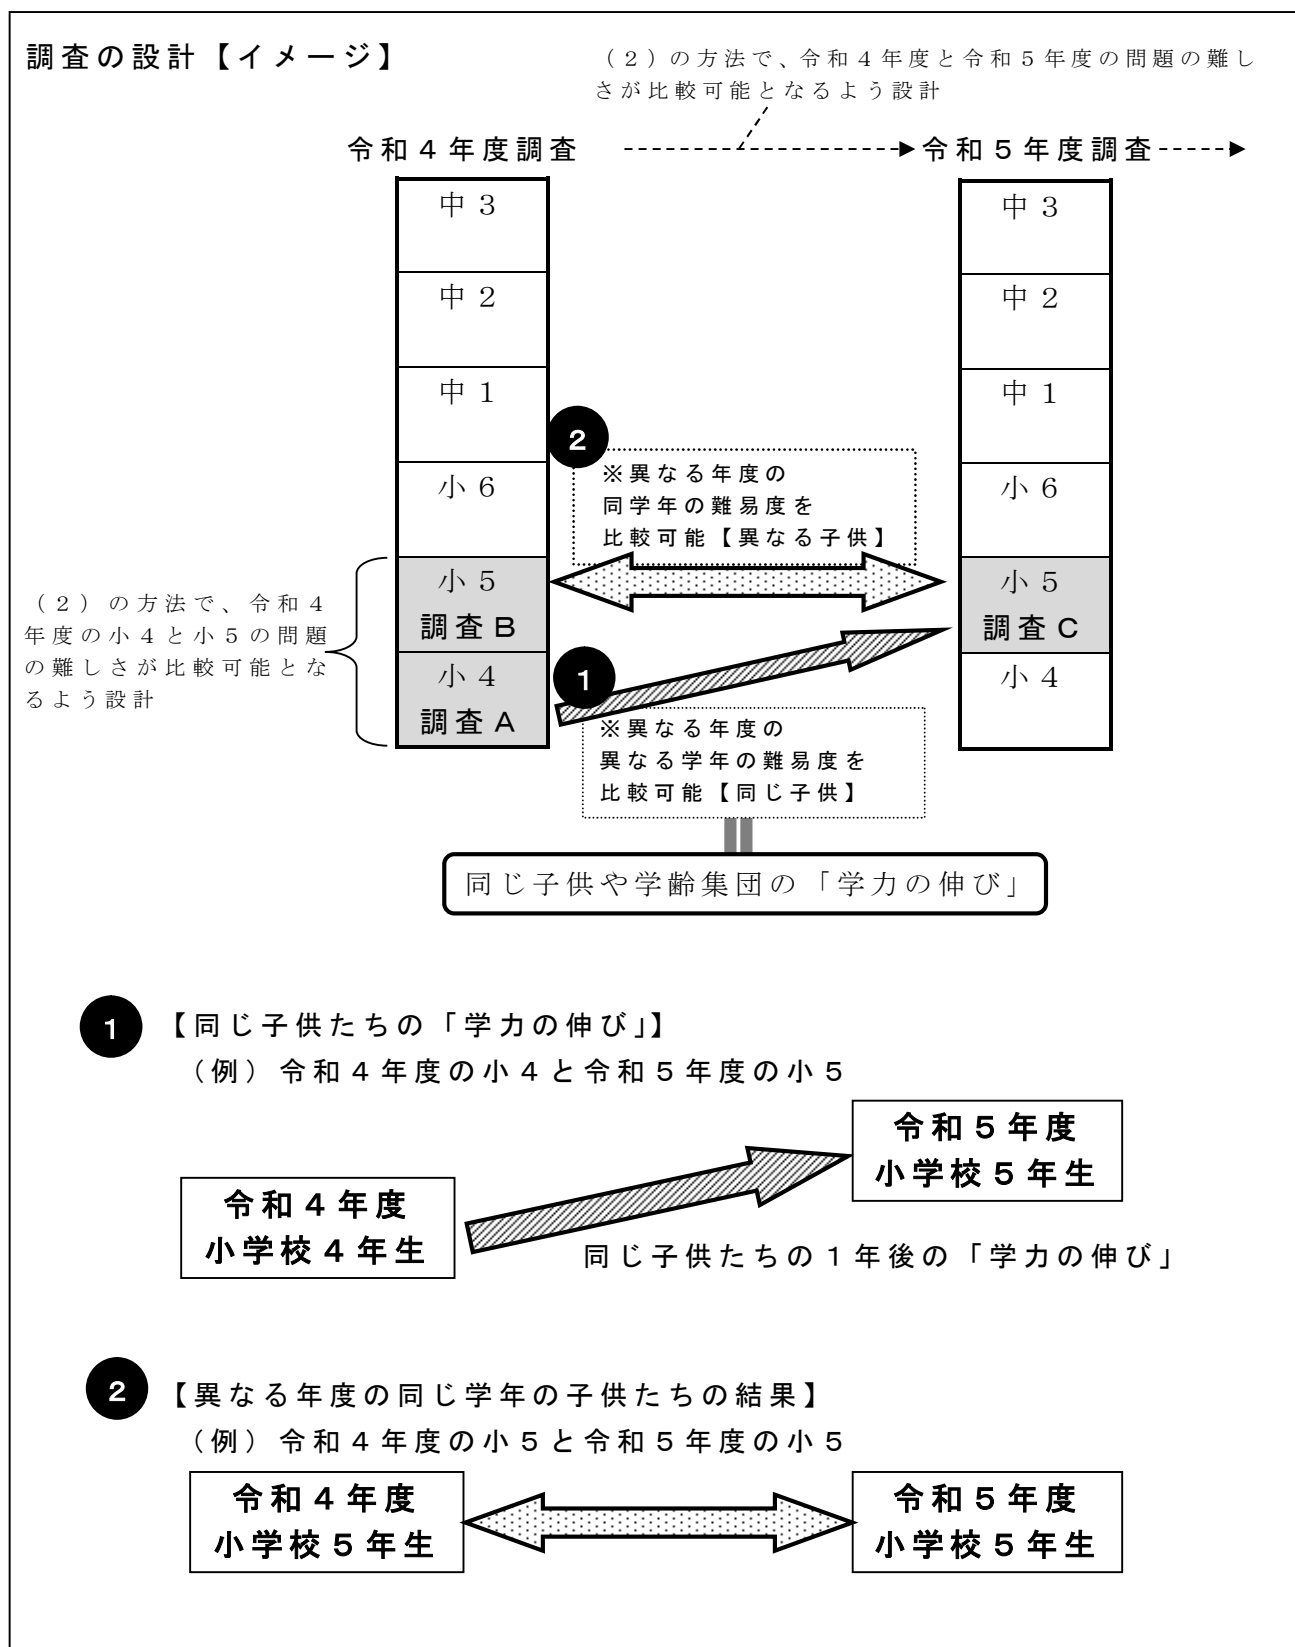 調査の設計【イメージ】
（２）の方法で、令和４年度と令和５年度の問題の難し
さが比較可能となるよう設計
令和４年度調査
令和５年度調査
中３
中２
中１
小６
小５
調査Ｂ
小４
調査Ａ
中３
中２
中１
小６
小５
調査Ｃ
小４
（２）の方法で、令和４
年度の小４と小５の問題
の難しさが比較可能とな
るよう設計
2
※異なる年度の
同学年の難易度を
比較可能【異なる子供】
1
※異なる年度の
異なる学年の難易度を
比較可能【同じ子供】
同じ子供や学齢集団の「学力の伸び」
1
【同じ子供たちの「学力の伸び」】
（例）令和４年度の小４と令和５年度の小５
令和４年度
小学校４年生
令和５年度
小学校５年生
同じ子供たちの１年後の「学力の伸び」
2
【異なる年度の同じ学年の子供たちの結果】
（例）令和４年度の小５と令和５年度の小５
令和４年度
小学校５年生
令和５年度
小学校５年生